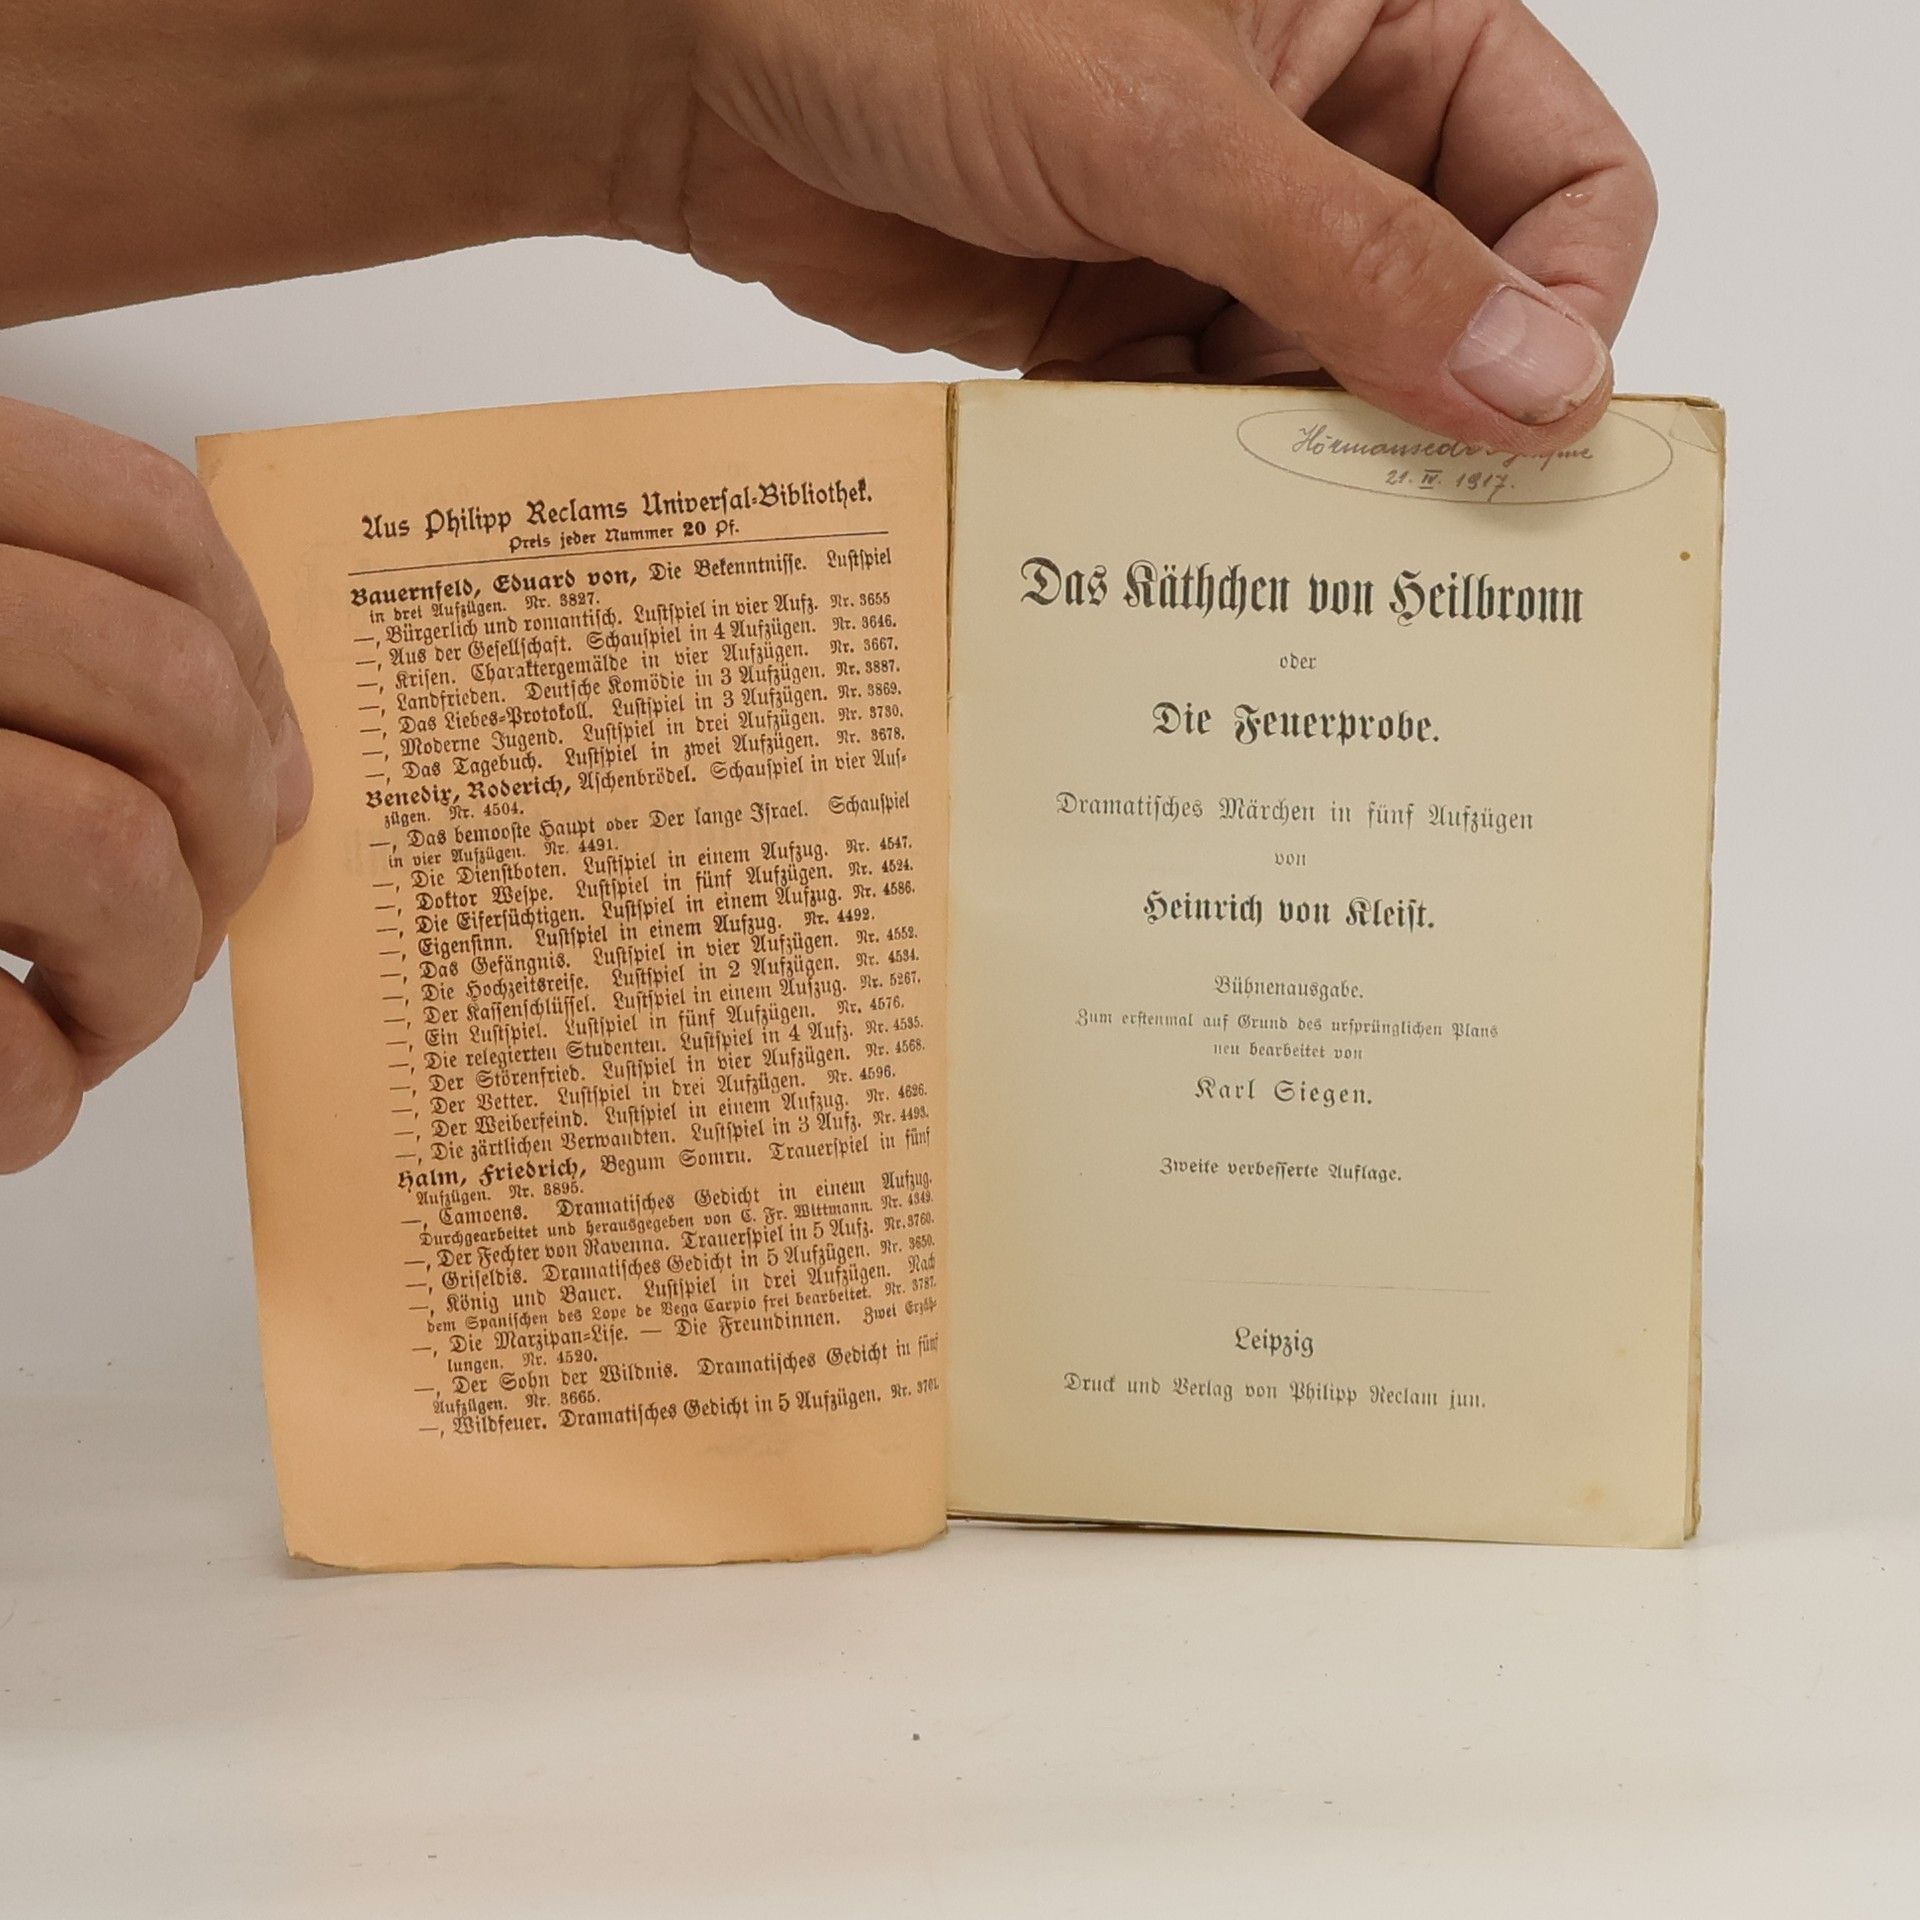 Aus Philipp Reclams Universal-Bibliothek.
Preis jeder Nummer 20 Pf.
Bauernfeld, Eduard von, Die Bekenntnisse. Lustspiel
in drei Aufzügen. Nr. 3827.
—, Bürgerlich und romantisch. Lustspiel in vier Aufz. Nr. 3655
—, Aus der Gesellschaft. Schauspiel in 4 Aufzügen. Nr. 3646.
—, Krisen. Charaktergemälde in vier Aufzügen. Nr. 3667.
—, Landfrieden. Deutsche Komödie in 3 Aufzügen. Nr. 3887.
—, Das Liebes-Protokoll. Lustspiel in 3 Aufzügen. Nr. 3869.
—, Moderne Jugend. Lustspiel in drei Aufzügen. Nr. 3730.
—, Das Tagebuch. Lustspiel in zwei Aufzügen. Nr. 3678.
Benedix, Roderich, Aschenbrödel. Schauspiel in vier Auf-
zügen. Nr. 4504.
—, Das bemooste Haupt oder Der lange Israel. Schauspiel
in vier Aufzügen. Nr. 4491.
—, Die Dienstboten. Lustspiel in einem Aufzug. Nr. 4547.
—, Doktor Wespe. Lustspiel in fünf Aufzügen. Nr. 4524.
—, Die Eifersüchtigen. Lustspiel in einem Aufzug. Nr. 4586.
—, Eigensinn. Lustspiel in einem Aufzug. Nr. 4492.
—, Das Gefängnis. Lustspiel in vier Aufzügen. Nr. 4552.
—, Die Hochzeitsreise. Lustspiel in 2 Aufzügen. Nr. 4534.
—, Der Kassenschlüssel. Lustspiel in einem Aufzug. Nr. 5267.
—, Ein Lustspiel. Lustspiel in fünf Aufzügen. Nr. 4576.
—, Die relegierten Studenten. Lustspiel in 4 Aufz. Nr. 4535.
—, Der Störenfried. Lustspiel in vier Aufzügen. Nr. 4568.
—, Der Vetter. Lustspiel in drei Aufzügen. Nr. 4596.
—, Der Weiberfeind. Lustspiel in einem Aufzug. Nr. 4626.
—, Die zärtlichen Verwandten. Lustspiel in 3 Aufz. Nr. 4493.
Halm, Friedrich, Begum Somru. Trauerspiel in fünf
Aufzügen. Nr. 3895.
—, Camoens. Dramatisches Gedicht in einem Aufzug.
Durchgearbeitet und herausgegeben von C. Fr. Wittmann. Nr. 4349.
—, Der Fechter von Ravenna. Trauerspiel in 5 Aufz. Nr. 3760.
—, Griseldis. Dramatisches Gedicht in 5 Aufzügen. Nr. 3650.
—, König und Bauer. Lustspiel in drei Aufzügen. Nach
dem Spanischen des Lope de Vega Carpio frei bearbeitet. Nr. 3787.
—, Die Marzipan-Lise. — Die Freundinnen. Zwei Erzäh-
lungen. Nr. 4520.
—, Der Sohn der Wildnis. Dramatisches Gedicht in fünf
Aufzügen. Nr. 3665.
—, Wildfeuer. Dramatisches Gedicht in 5 Aufzügen. Nr. 3701.
21. IV. 1917.
Das Käthchen von Heilbronn
oder
Die Feuerprobe.
Dramatisches Märchen in fünf Aufzügen
von
Heinrich von Kleist.
Bühnenausgabe.
Zum erstenmal auf Grund des ursprünglichen Plans
neu bearbeitet von
Karl Siegen.
Zweite verbesserte Auflage.
Leipzig
Druck und Verlag von Philipp Reclam jun.